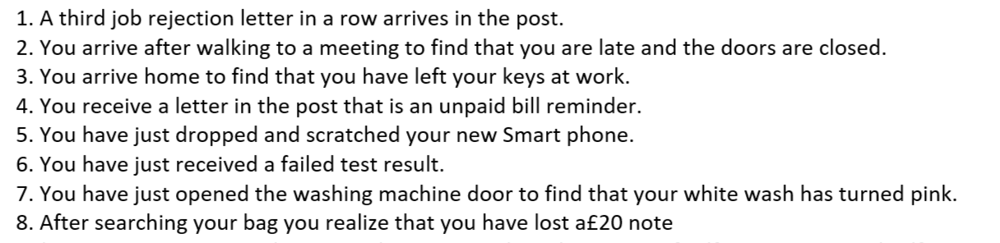 1. A third job rejection letter in a row arrives in the post.
2. You arrive after walking to a meeting to find that you are late and the doors are closed.
3. You arrive home to find that you have left your keys at work.
4. You receive a letter in the post that is an unpaid bill reminder.
5. You have just dropped and scratched your new Smart phone.
6. You have just received a failed test result.
7. You have just opened the washing machine door to find that your white wash has turned pink.
8. After searching your bag you realize that you have lost a£20 note